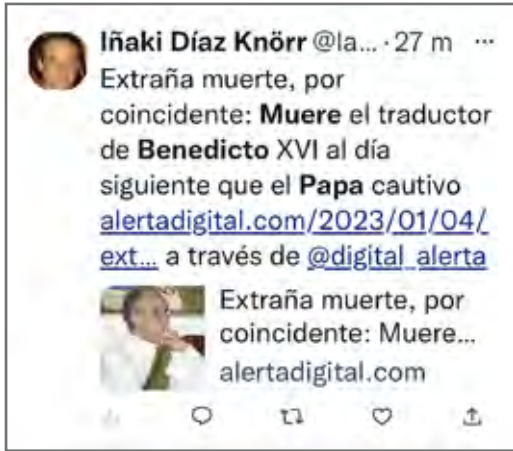 Iñaki Díaz Knörr @la... · 27 m ...
Extraña muerte, por
coincidente: Muere el traductor
de Benedicto XVI al día
siguiente que el Papa cautivo
alertadigital.com/2023/01/04/
ext... a través de @digital_alerta
Extraña muerte, por
coincidente: Muere...
alertadigital.com